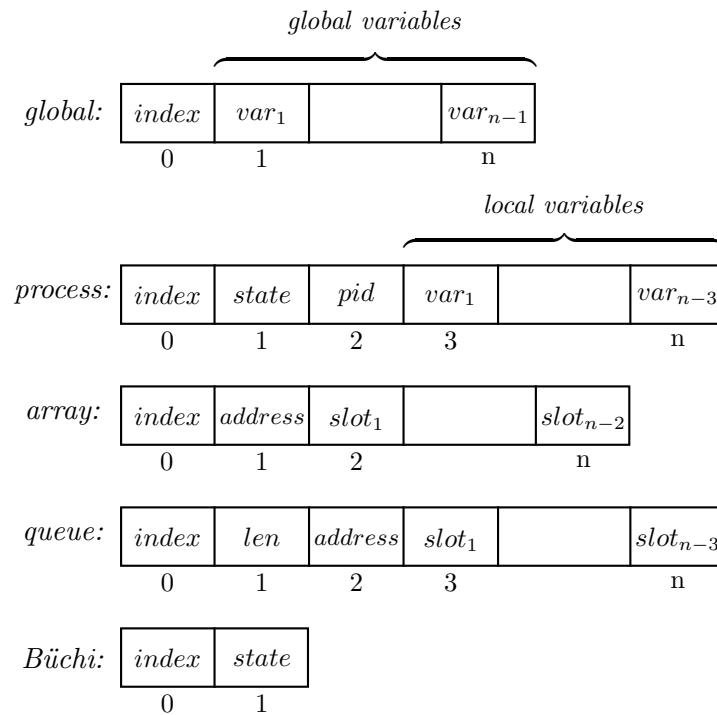 global variables
global: index var₁ varₙ₋₁
0 1 n
local variables
process: index state pid var₁ varₙ₋₃
0 1 2 3 n
array: index address slot₁ slotₙ₋₂
0 1 2 n
queue: index len address slot₁ slotₙ₋₃
0 1 2 3 n
Büchi: index state
0 1